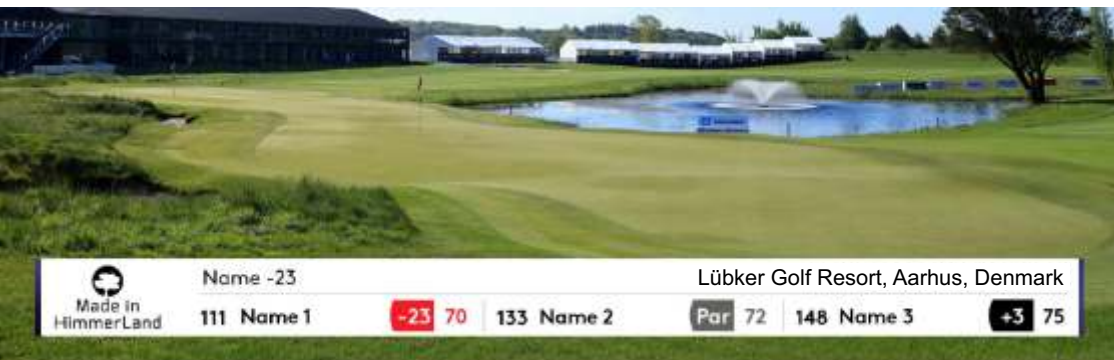 Name -23
Lübker Golf Resort, Aarhus, Denmark
Made in
HimmerLand
111 Name 1 -23 70 133 Name 2 Par 72 148 Name 3 +3 75